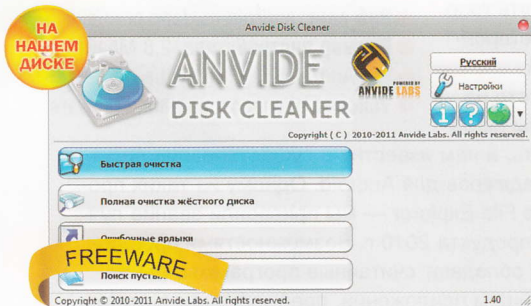 НА
НАШЕМ
ДИСКЕ
Anvide Disk Cleaner
ANVIDE
DISK CLEANER
POWERED BY
ANVIDE LABS
Русский
Настройки
Copyright ( C ) 2010-2011 Anvide Labs. All rights reserved.
Быстрая очистка
Полная очистка жёсткого диска
Ошибочные ярлыки
FREEWARE
Поиск
Copyright © 2010-2011 Anvide Labs. All rights reserved.
1.40